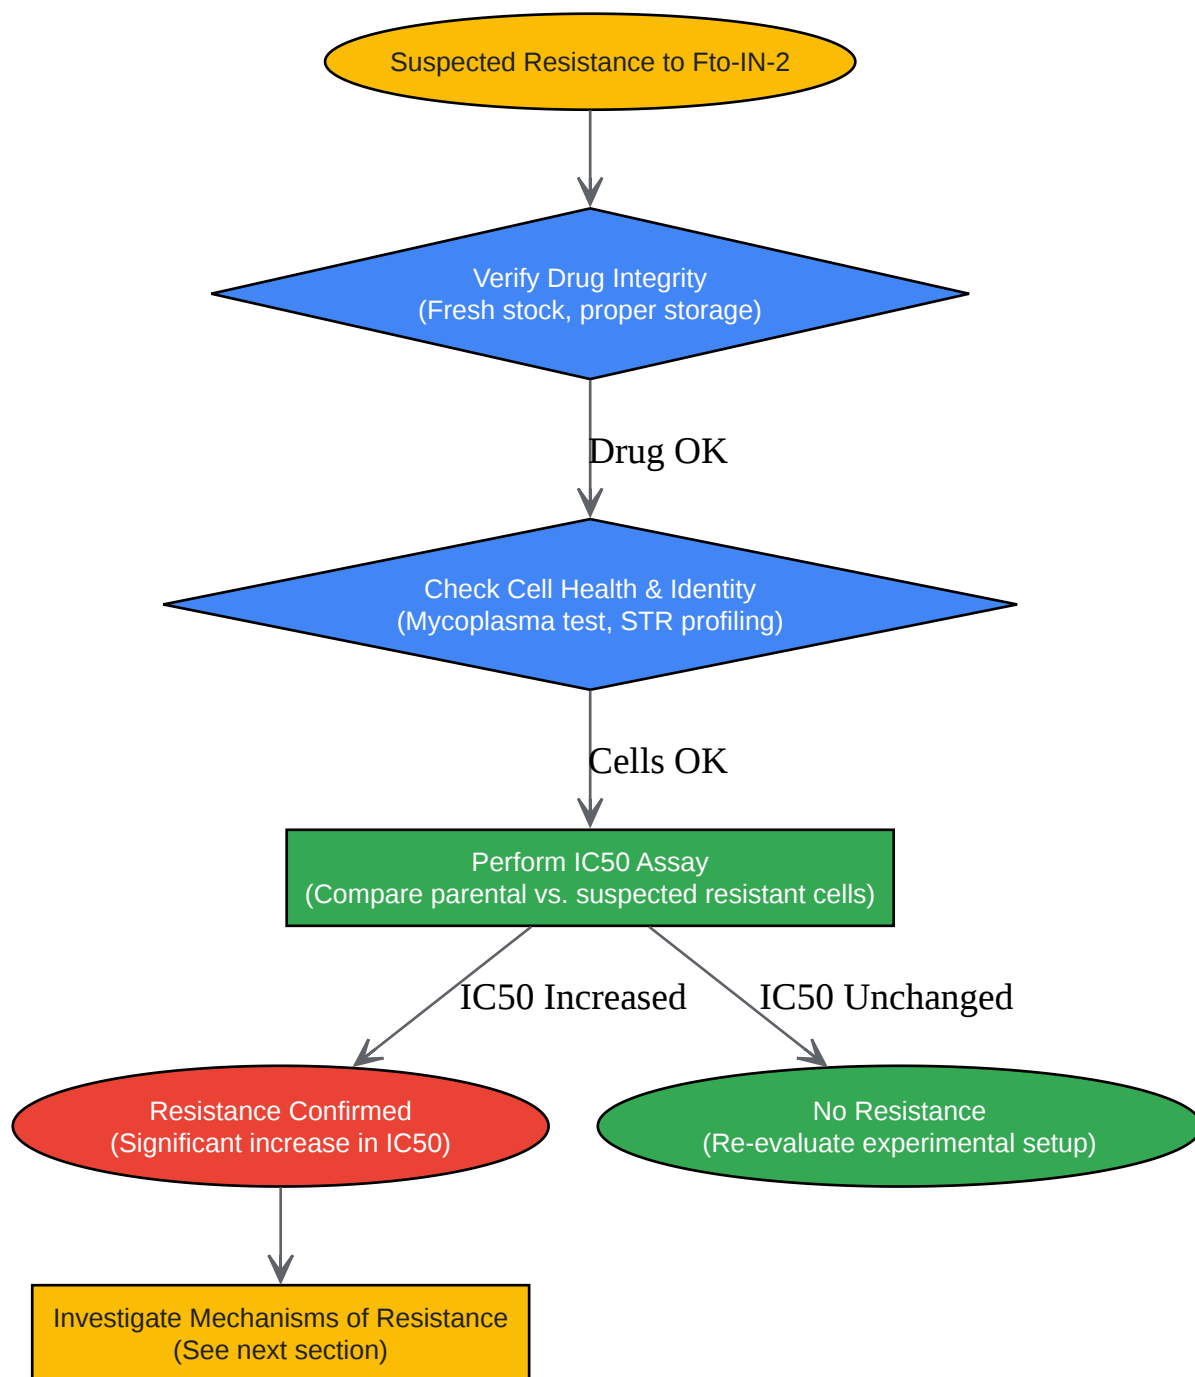 Suspected Resistance to Fto-IN-2
Verify Drug Integrity
(Fresh stock, proper storage)
Drug OK
Check Cell Health & Identity
(Mycoplasma test, STR profiling)
Cells OK
Perform IC50 Assay
(Compare parental vs. suspected resistant cells)
IC50 Increased
IC50 Unchanged
Resistance Confirmed
(Significant increase in IC50)
No Resistance
(Re-evaluate experimental setup)
Investigate Mechanisms of Resistance
(See next section)